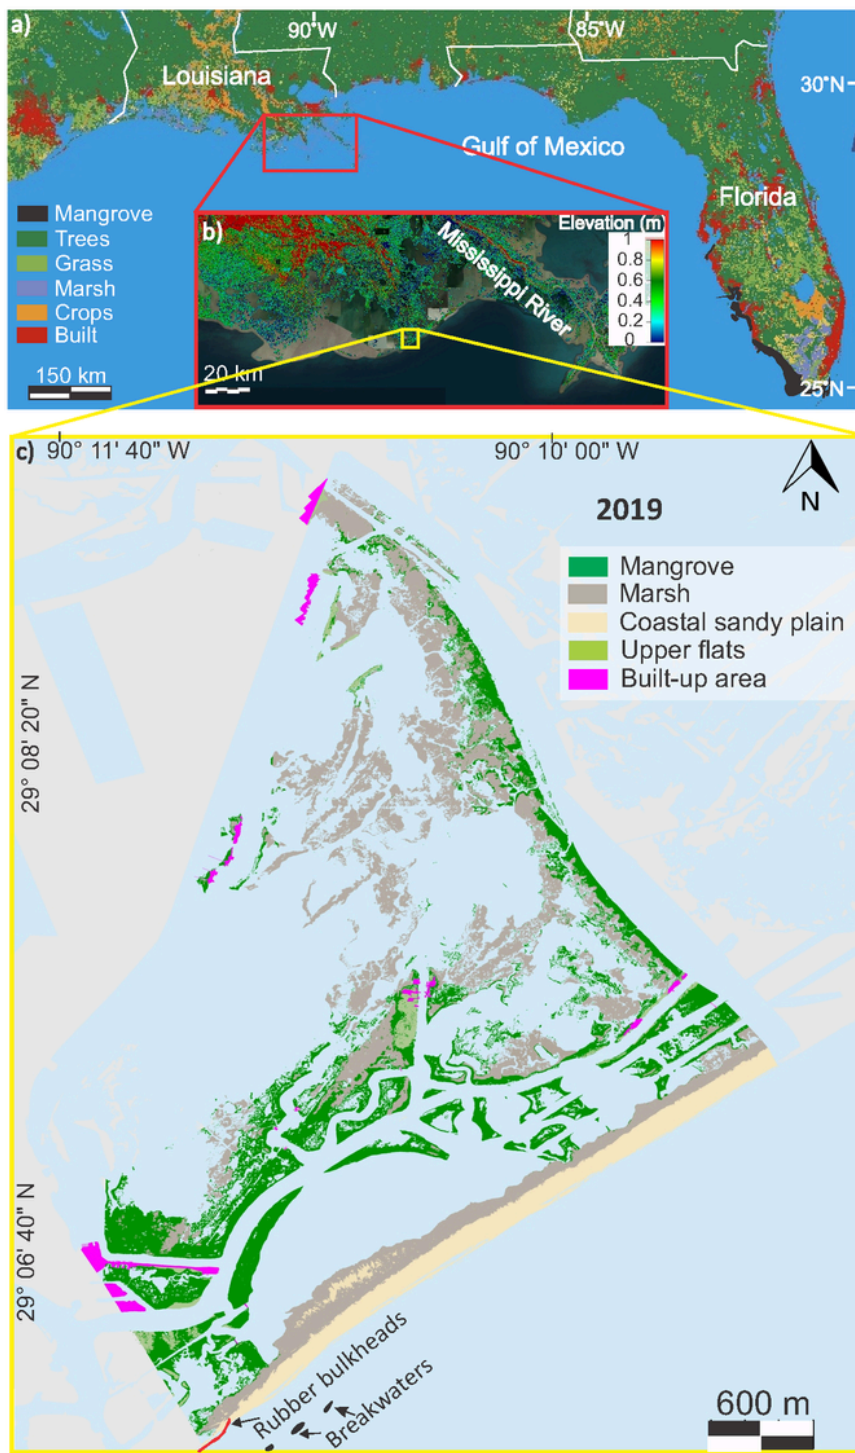 a)
90°W
85°W
Louisiana
30°N
Gulf of Mexico
Florida
Mangrove
Trees
Grass
Marsh
Crops
Built
150 km
25°N
b)
Elevation (m)
1
0.8
0.6
0.4
0.2
0
Mississippi River
20 km
c)
90° 11' 40" W
90° 10' 00" W
N
2019
Mangrove
Marsh
Coastal sandy plain
Upper flats
Built-up area
29° 08' 20" N
29° 06' 40" N
Rubber bulkheads
Breakwaters
600 m